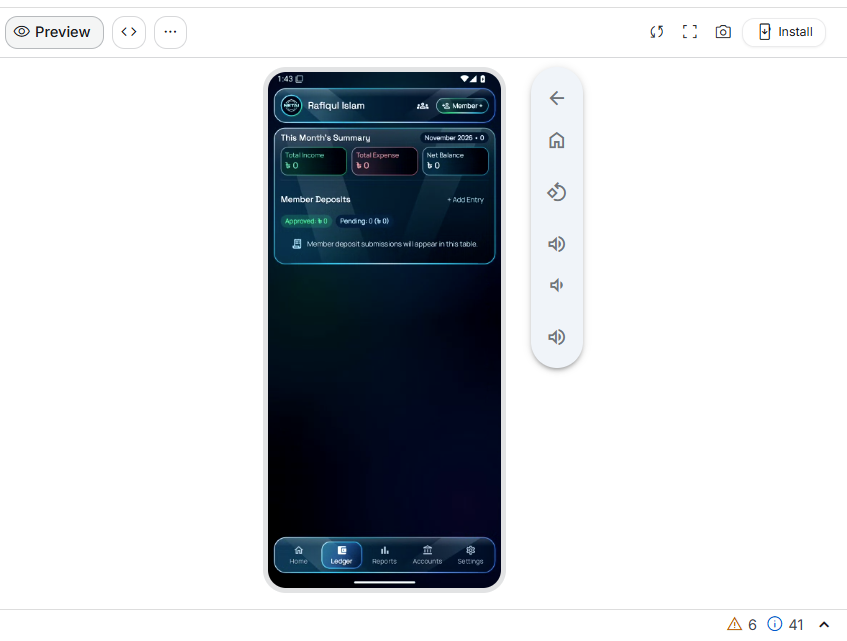 Preview
Install
1:43
Rafiqul Islam
Member +
This Month's Summary
November 2026 • 0
Total Income
৳ 0
Total Expense
৳ 0
Net Balance
৳ 0
Member Deposits
+ Add Entry
Approved: ৳ 0
Pending: 0 (৳ 0)
Member deposit submissions will appear in this table.
Home
Ledger
Reports
Accounts
Settings
6
41